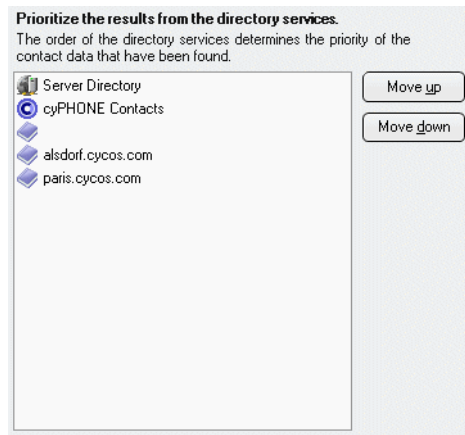 Prioritize the results from the directory services.
The order of the directory services determines the priority of the
contact data that have been found.
Server Directory
Move up
cyPHONE Contacts
Move down
alsdorf.cycos.com
paris.cycos.com